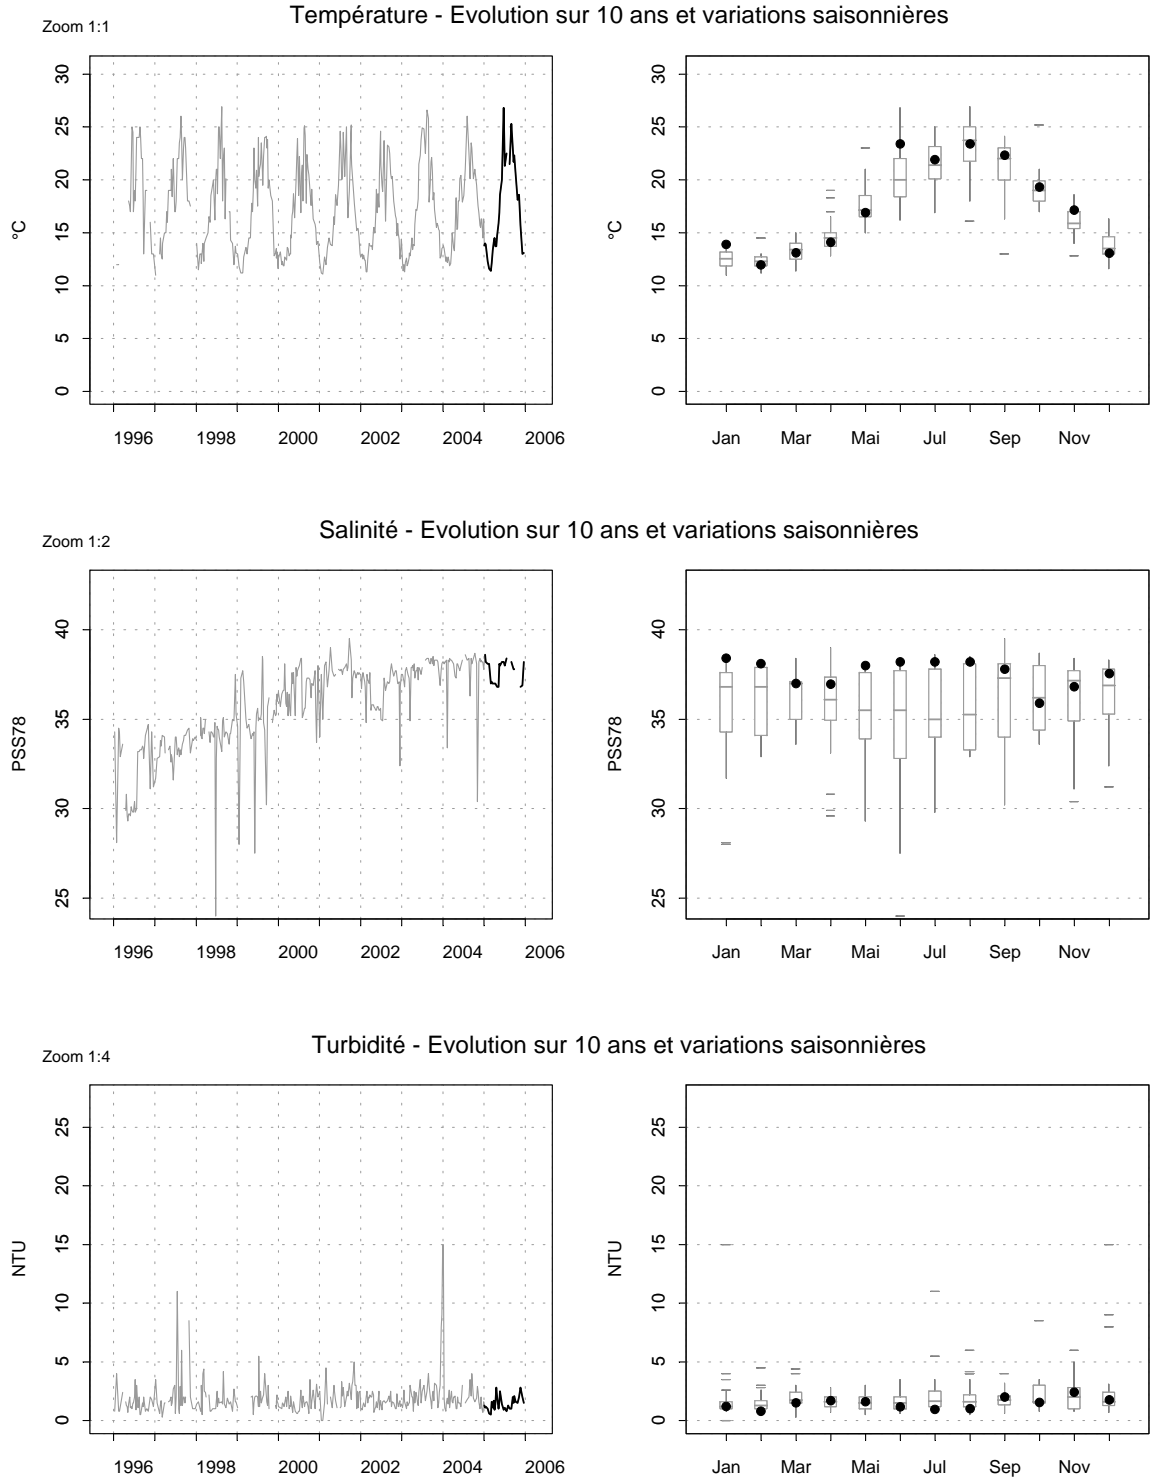 Température - Evolution sur 10 ans et variations saisonnières
Zoom 1:1
30
25
20
15
10
5
0
°C
1996 1998 2000 2002 2004 2006
30
25
20
15
10
5
0
°C
Jan Mar Mai Jul Sep Nov
Salinité - Evolution sur 10 ans et variations saisonnières
Zoom 1:2
40
35
30
25
PSS78
1996 1998 2000 2002 2004 2006
40
35
30
25
PSS78
Jan Mar Mai Jul Sep Nov
Turbidité - Evolution sur 10 ans et variations saisonnières
Zoom 1:4
25
20
15
10
5
0
NTU
1996 1998 2000 2002 2004 2006
25
20
15
10
5
0
NTU
Jan Mar Mai Jul Sep Nov